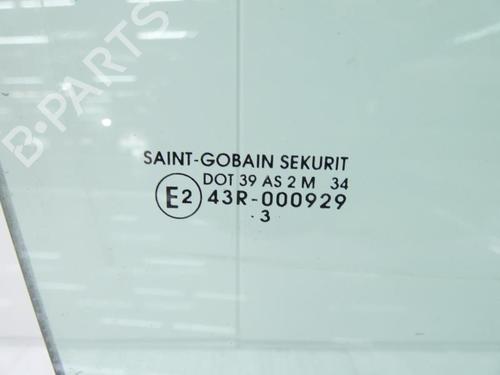 B-PARTS
SAINT-GOBAIN SEKURIT
DOT 39 AS 2 M 34
E2 43R-000929
. 3